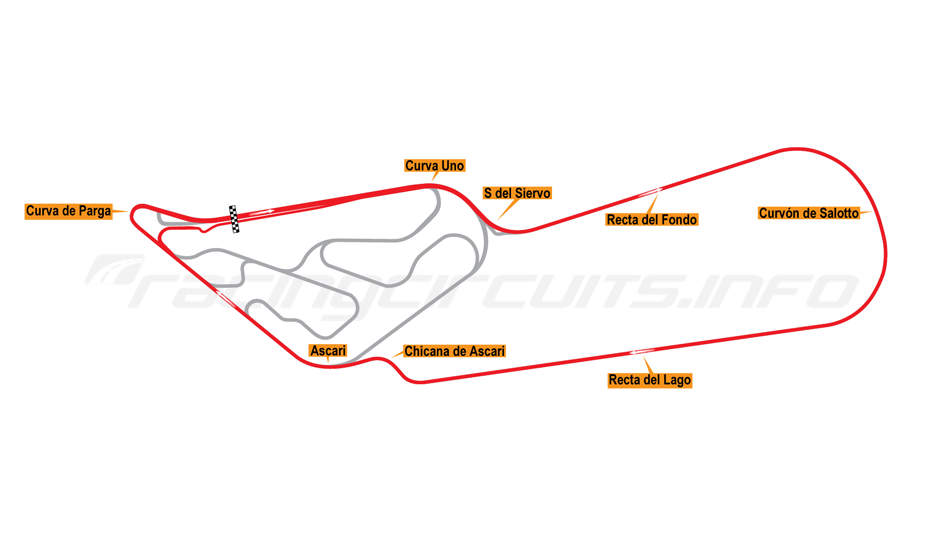 Curva Uno
S del Siervo
Curva de Parga
Recta del Fondo
Curvón de Salotto
racingcircuits.info
Ascari
Chicana de Ascari
Recta del Lago